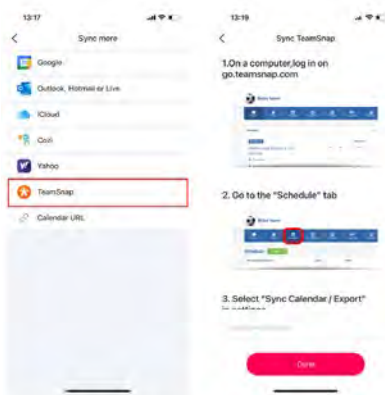 13:17
Sync more
Google
Outlook, Hotmail or Live
iCloud
Cozi
Yahoo
TeamSnap
Calendar URL
13:19
Sync TeamSnap
1.On a computer,log in on
go.teamsnap.com
2. Go to the "Schedule" tab
3. Select "Sync Calendar / Export"
in settings
Done